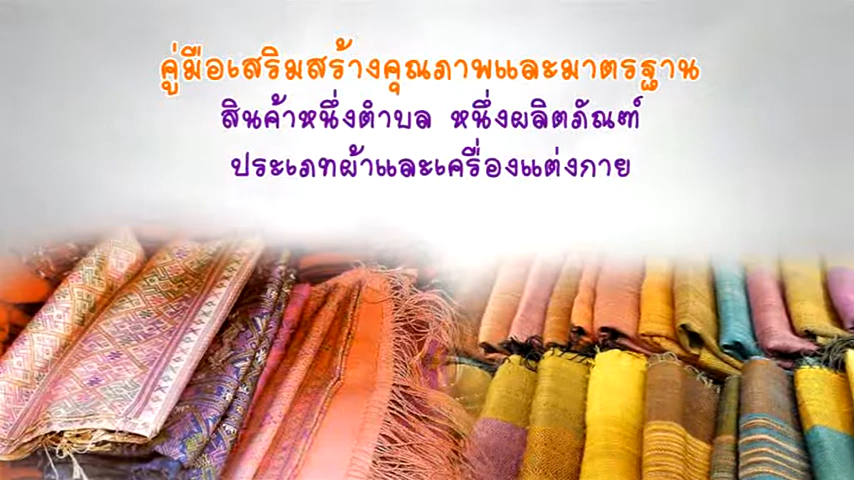 คู่มือเสริมสร้างคุณภาพและมาตรฐาน
สินค้าหนึ่งตำบล หนึ่งผลิตภัณฑ์
ประเภทผ้าและเครื่องแต่งกาย